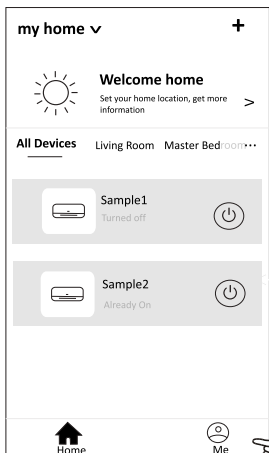 my home
Welcome home
Set your home location, get more
information
All Devices Living Room Master Bedroom
Sample1
Turned off
Sample2
Already On
Home Me